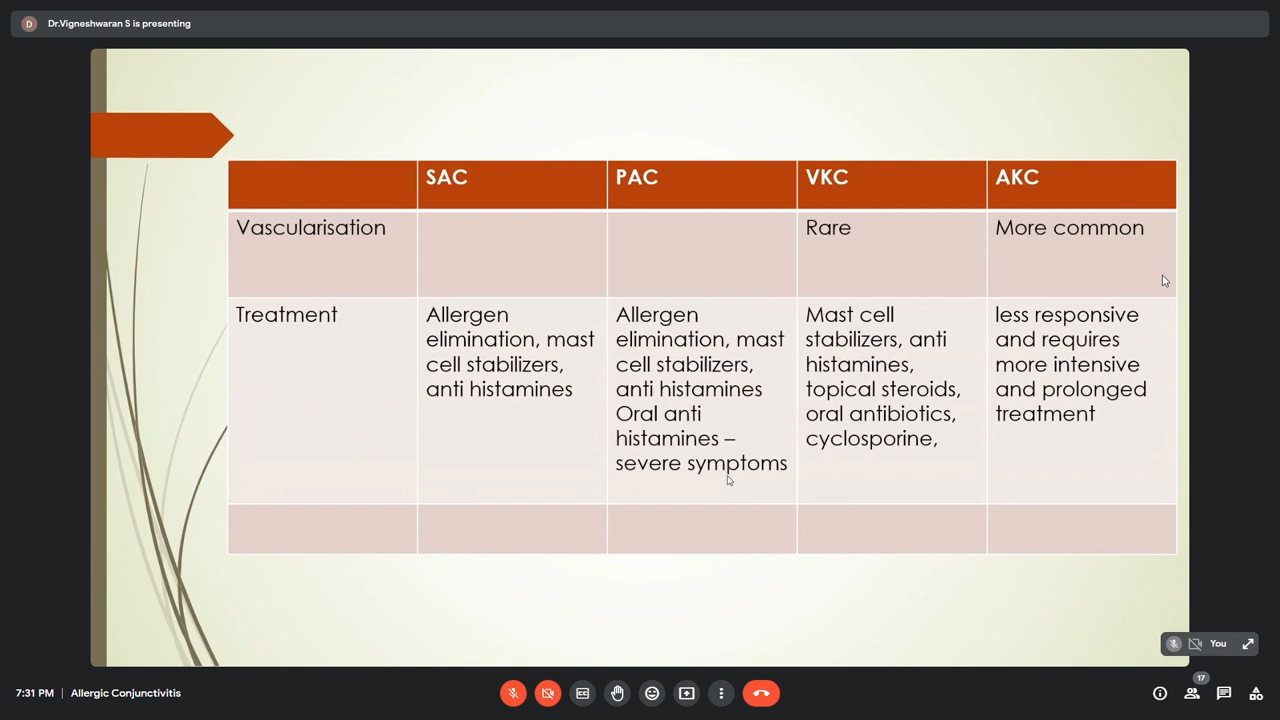 D Dr.Vigneshwaran S is presenting
SAC PAC VKC AKC
Vascularisation Rare More common
Treatment
Allergen
elimination, mast
cell stabilizers,
anti histamines
Allergen
elimination, mast
cell stabilizers,
anti histamines
Oral anti
histamines –
severe symptoms
Mast cell
stabilizers, anti
histamines,
topical steroids,
oral antibiotics,
cyclosporine,
less responsive
and requires
more intensive
and prolonged
treatment
You
7:31 PM | Allergic Conjunctivitis
17